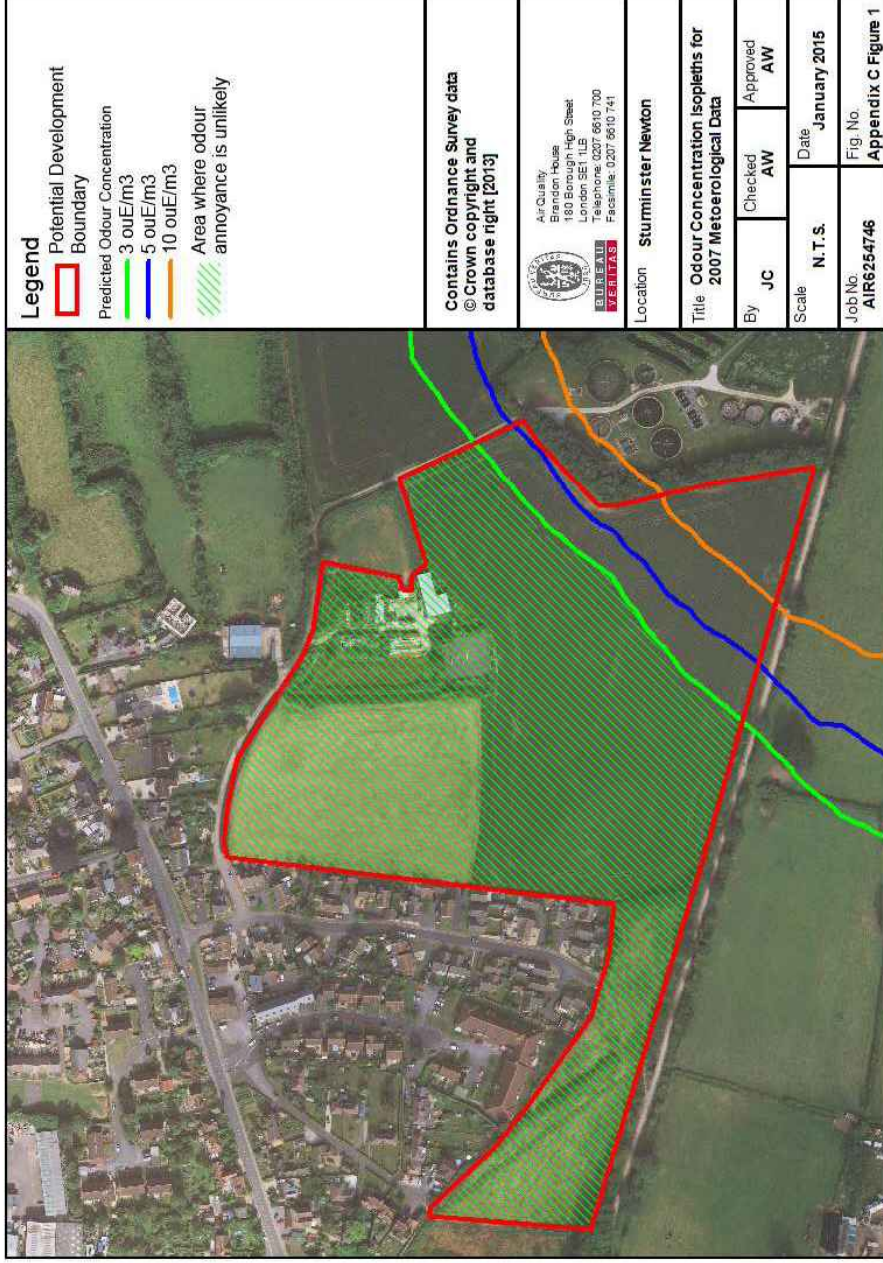 Legend
Potential Development
Boundary
Predicted Odour Concentration
3 ouE/m3
5 ouE/m3
10 ouE/m3
Area where odour
annoyance is unlikely
Contains Ordnance Survey data
© Crown copyright and
database right [2013]
BUREAU
VERITAS
Air Quality
Brandon House
180 Borough High Street
London SE1 1LB
Telephone: 0207 6610 700
Facsimile: 0207 6610 741
Location Sturminster Newton
Title Odour Concentration Isopleths for
2007 Metoerological Data
By JC
Checked AW
Approved AW
Scale N.T.S.
Date January 2015
Job No. AIR6254746
Fig. No. Appendix C Figure 1